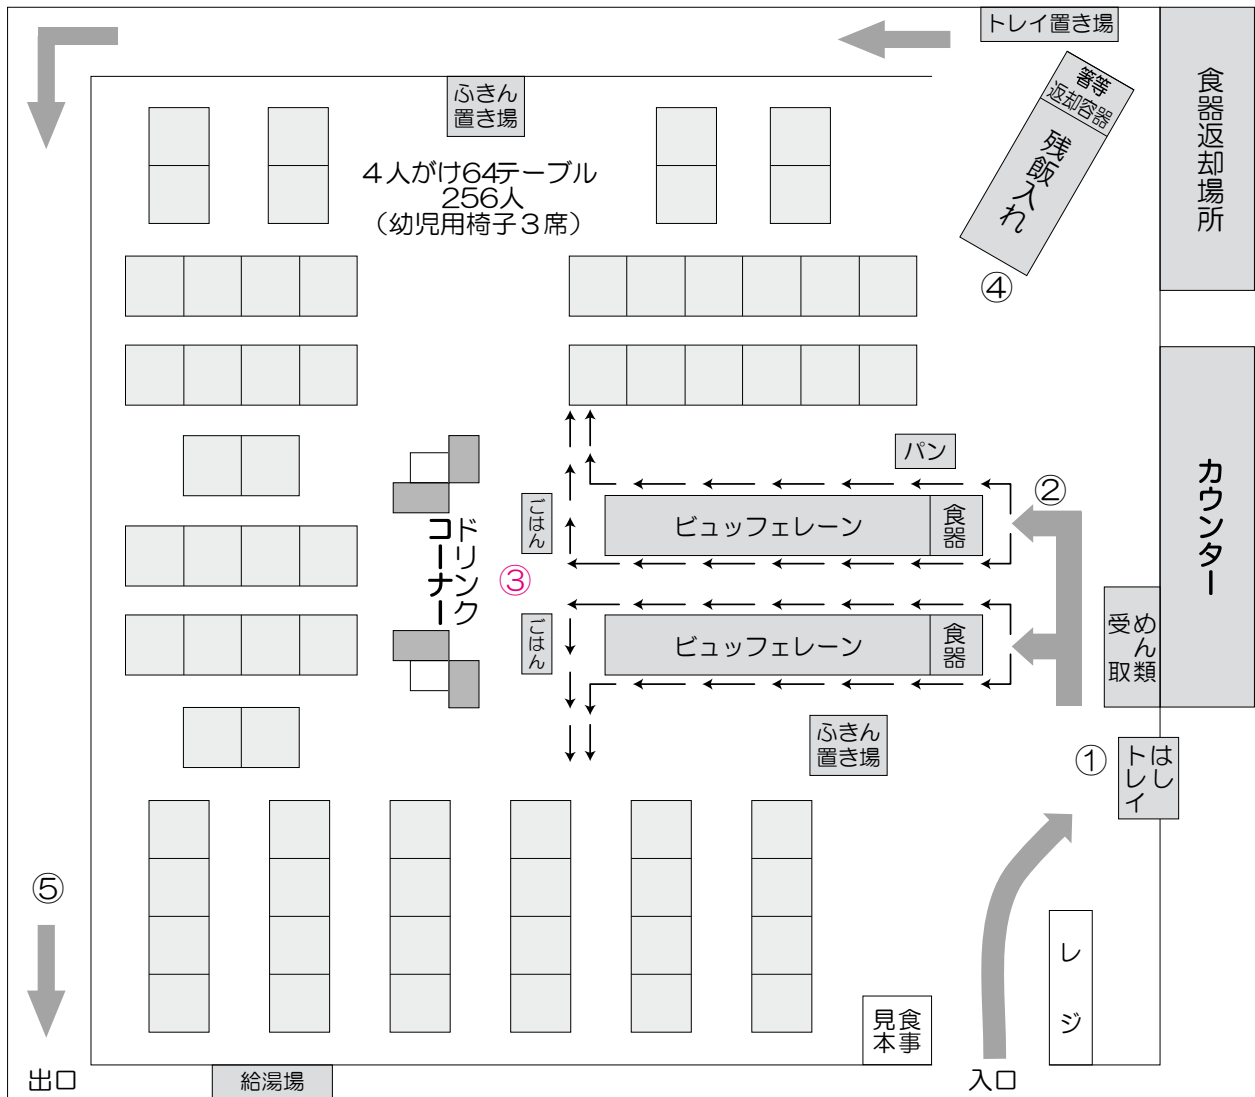 トレイ置き場
食器返却場所
箸等
返却容器
残飯入れ
④
ふきん
置き場
4人がけ64テーブル
256人
（幼児用椅子3席）
パン
②
カウンター
ごはん
ビュッフェレーン
食器
ドリンク
コーナー
③
ごはん
ビュッフェレーン
食器
めん類
受取
ふきん
置き場
①
はし
トレイ
⑤
レジ
食事
見本
出口
給湯場
入口